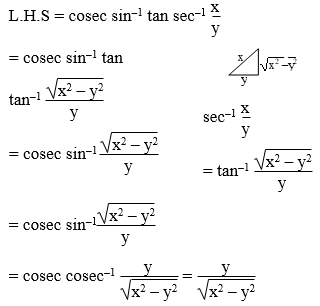 L.H.S = cosec sin⁻¹ tan sec⁻¹ x/y
= cosec sin⁻¹ tan
tan⁻¹ √(x² – y²)/y
x
√x² – y²
y
sec⁻¹ x/y
= cosec sin⁻¹ √(x² – y²)/y
= tan⁻¹ √(x² – y²)/y
= cosec sin⁻¹ √(x² – y²)/y
= cosec cosec⁻¹ y/√(x² – y²) = y/√(x² – y²)